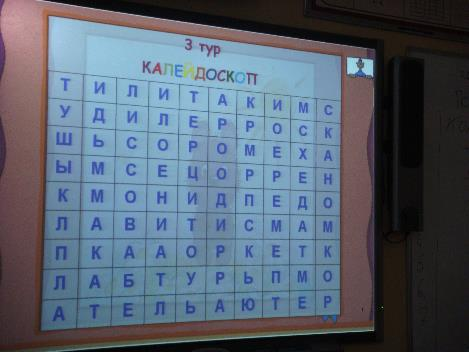 3 тур
КАЛЕЙДОСКОП
Т И Л И Т А К И М С
У Д И Л Е Р Р О С К
Ш Ь С О Р О М Е Х А
Ы М С Е Ц О Р Р Е Н
К М О Н И Д П Е Д О
Л А В И Т И С М А М
П К А А О Р К Е Т К
Л А Б Т У Р Ь П М О
А Т Е Л Ь А Ю Т Е Р